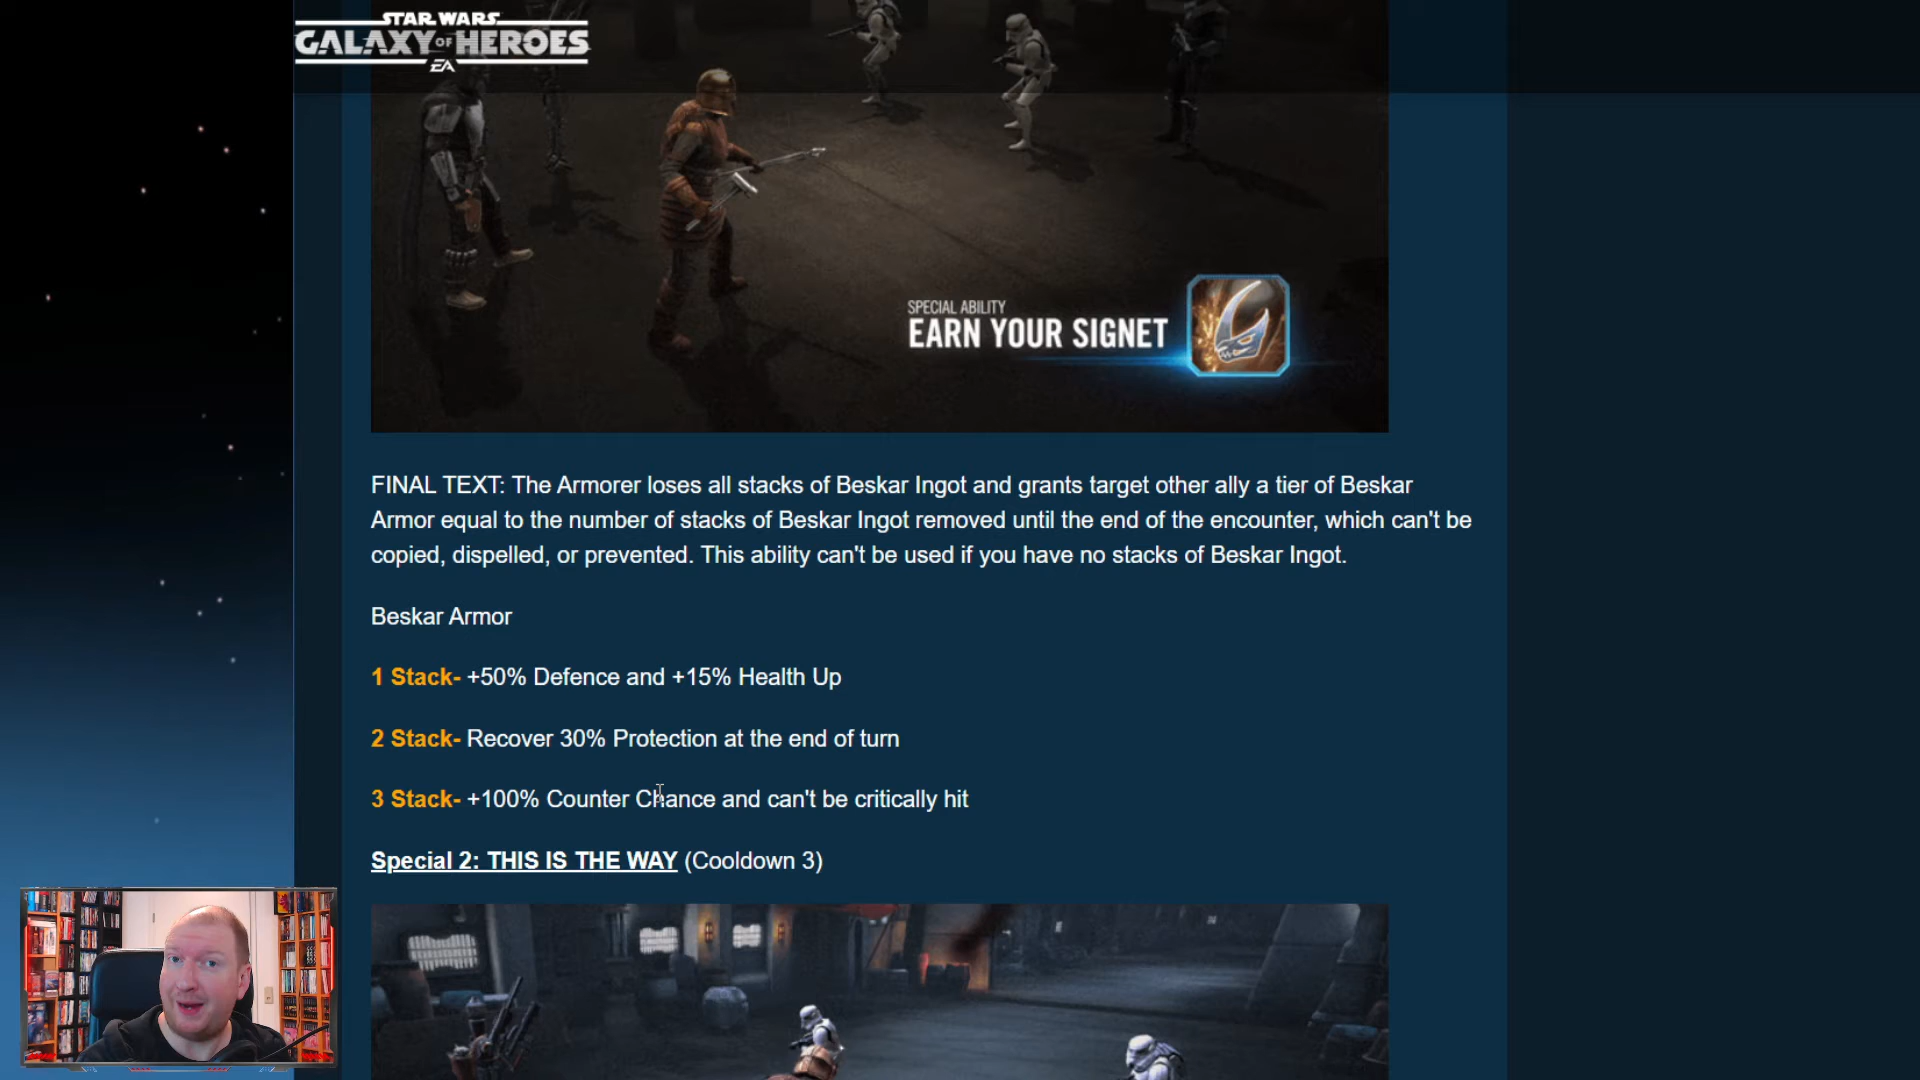 STAR WARS
GALAXY OF HEROES
EA
SPECIAL ABILITY
EARN YOUR SIGNET
FINAL TEXT: The Armorer loses all stacks of Beskar Ingot and grants target other ally a tier of Beskar
Armor equal to the number of stacks of Beskar Ingot removed until the end of the encounter, which can't be
copied, dispelled, or prevented. This ability can't be used if you have no stacks of Beskar Ingot.
Beskar Armor
1 Stack- +50% Defence and +15% Health Up
2 Stack- Recover 30% Protection at the end of turn
3 Stack- +100% Counter Chance and can't be critically hit
Special 2: THIS IS THE WAY (Cooldown 3)